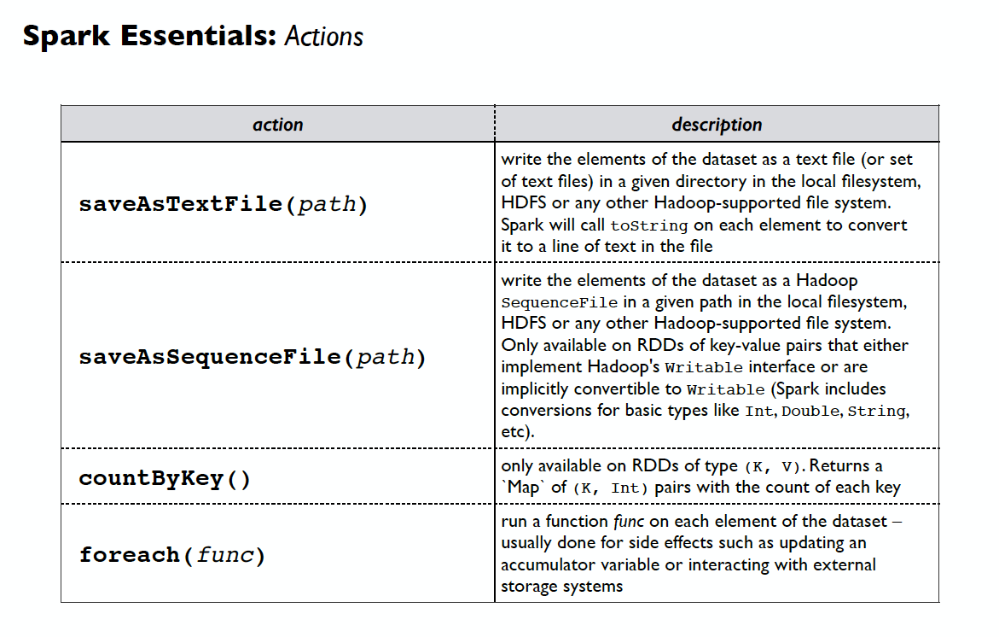 Spark Essentials: Actions
action
description
saveAsTextFile(path)
write the elements of the dataset as a text file (or set
of text files) in a given directory in the local filesystem,
HDFS or any other Hadoop-supported file system.
Spark will call toString on each element to convert
it to a line of text in the file
saveAsSequenceFile(path)
write the elements of the dataset as a Hadoop
SequenceFile in a given path in the local filesystem,
HDFS or any other Hadoop-supported file system.
Only available on RDDs of key-value pairs that either
implement Hadoop's Writable interface or are
implicitly convertible to Writable (Spark includes
conversions for basic types like Int, Double, String,
etc).
countByKey()
only available on RDDs of type (K, V). Returns a
`Map` of (K, Int) pairs with the count of each key
foreach(func)
run a function func on each element of the dataset –
usually done for side effects such as updating an
accumulator variable or interacting with external
storage systems